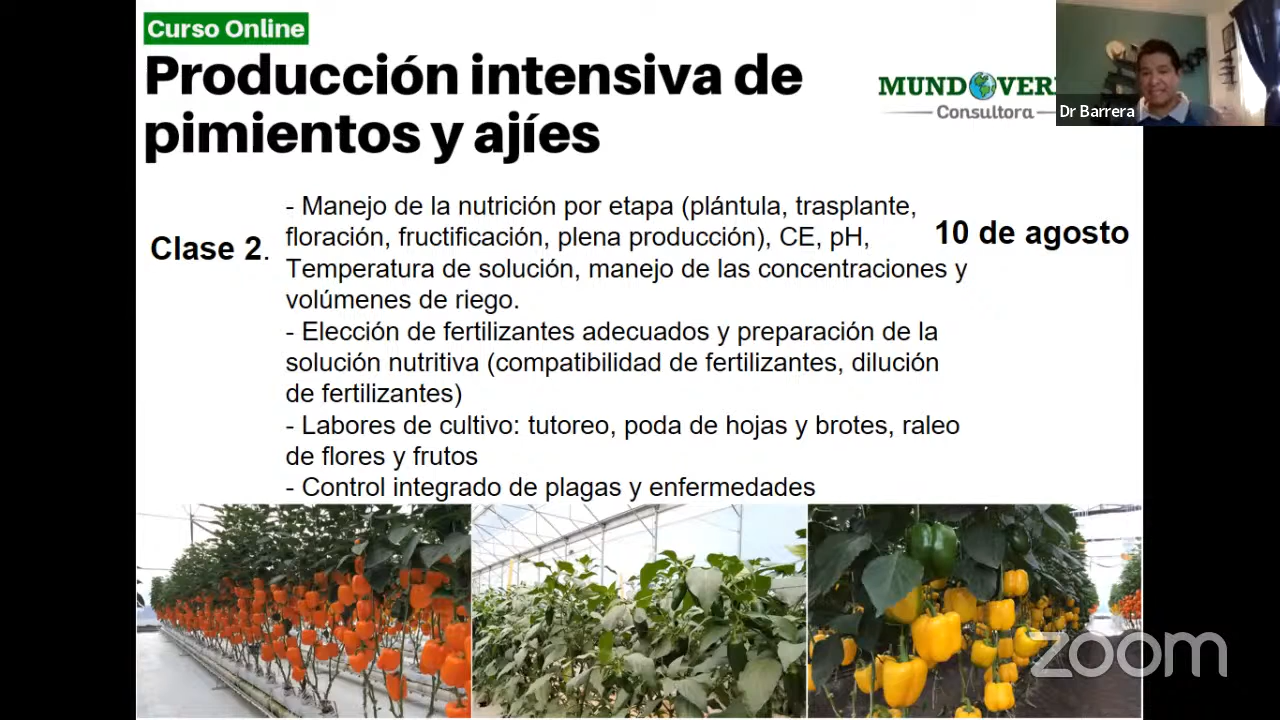 Curso Online
Producción intensiva de
pimientos y ajíes
MUND VER
Consultora
Dr Barrera
Clase 2.
- Manejo de la nutrición por etapa (plántula, trasplante,
floración, fructificación, plena producción), CE, pH,
Temperatura de solución, manejo de las concentraciones y
volúmenes de riego.
- Elección de fertilizantes adecuados y preparación de la
solución nutritiva (compatibilidad de fertilizantes, dilución
de fertilizantes)
- Labores de cultivo: tutoreo, poda de hojas y brotes, raleo
de flores y frutos
- Control integrado de plagas y enfermedades
10 de agosto
zoom